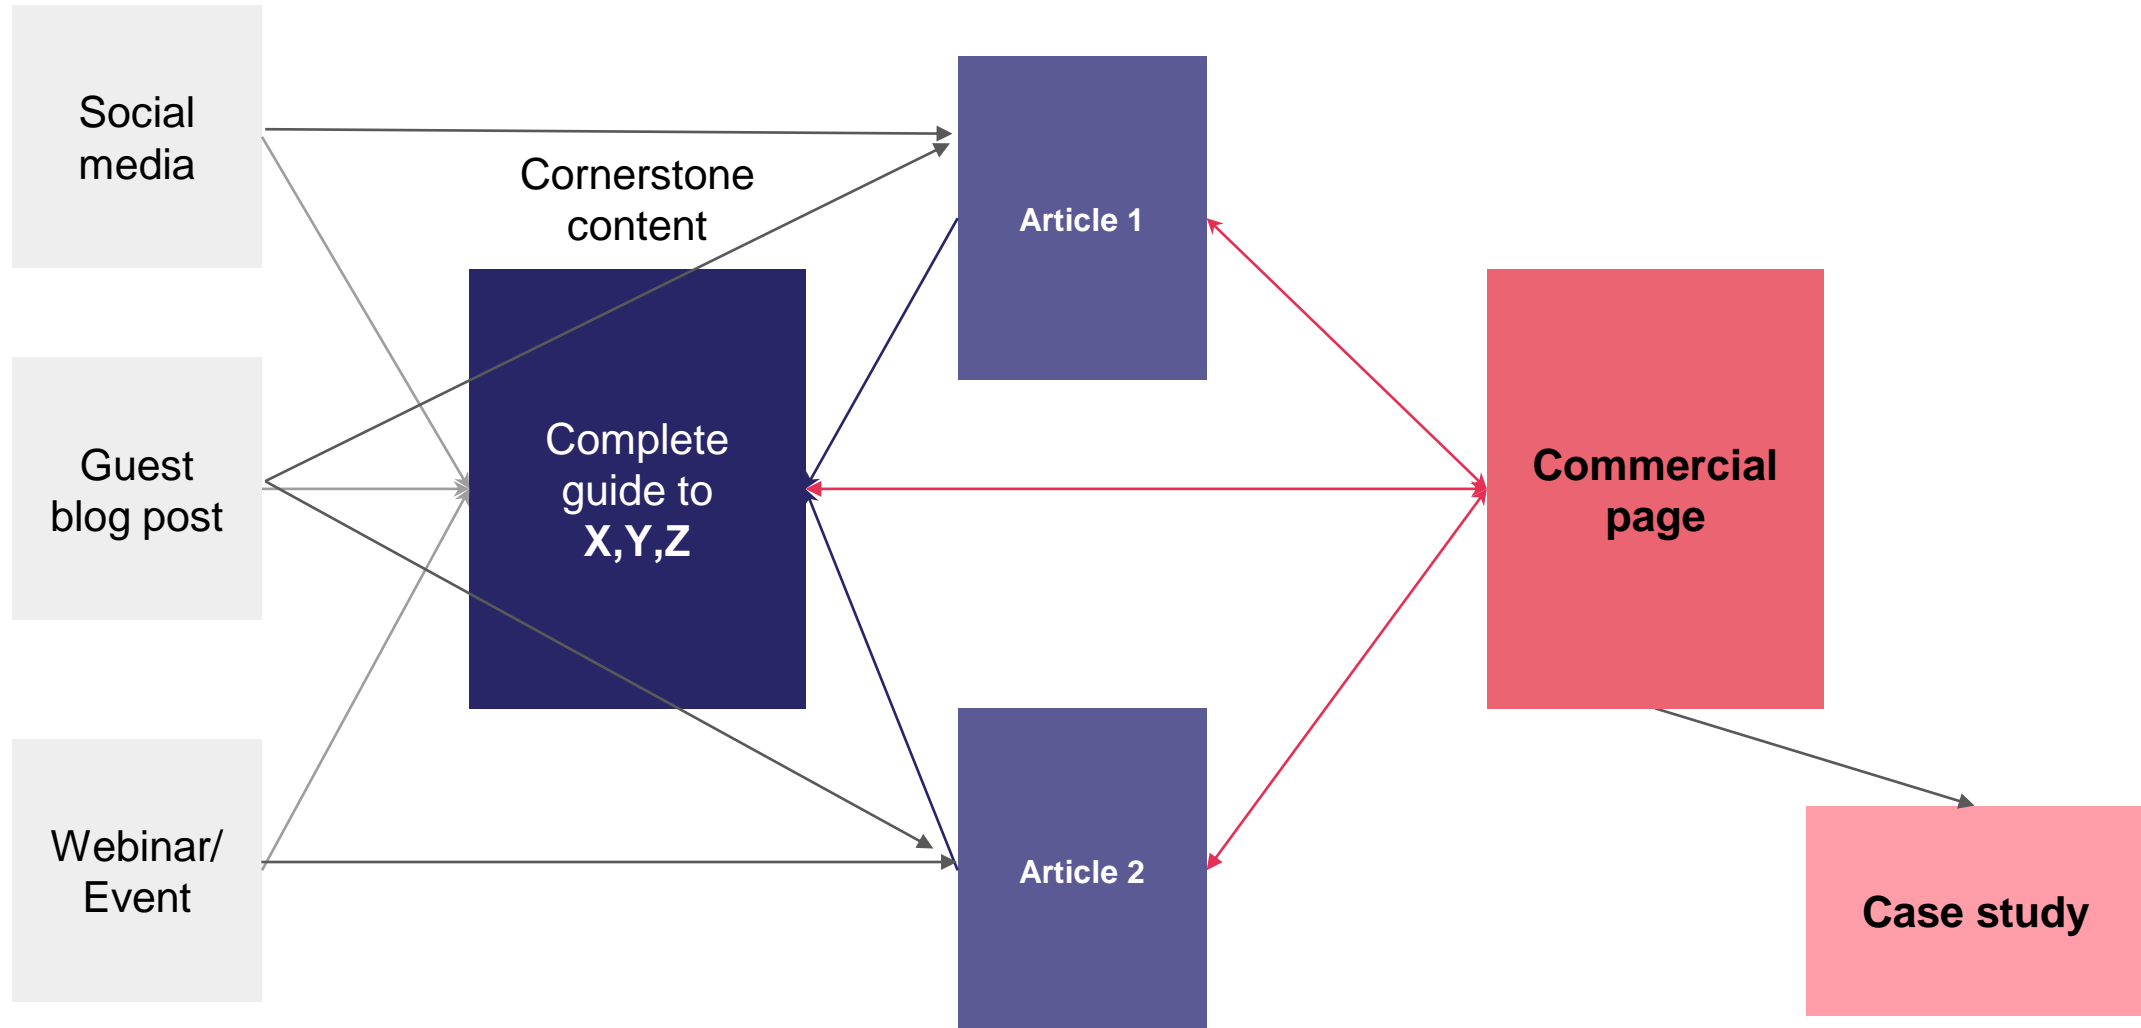 Social
media
Cornerstone
content
Article 1
Guest
blog post
Complete
guide to
X,Y,Z
Commercial
page
Webinar/
Event
Article 2
Case study